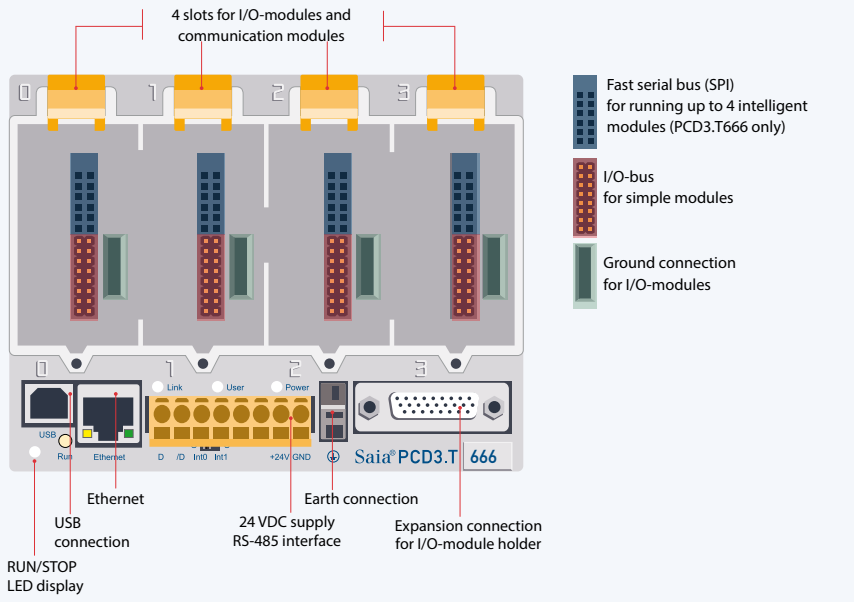 4 slots for I/O-modules and
communication modules
0 1 2 3
Fast serial bus (SPI)
for running up to 4 intelligent
modules (PCD3.T666 only)
I/O-bus
for simple modules
Ground connection
for I/O-modules
0 1 2 3
Link User Power
USB
Run Ethernet D /D Int0 Int1 +24V GND
Saia® PCD3.T 666
Ethernet
Earth connection
USB
connection
24 VDC supply
RS-485 interface
Expansion connection
for I/O-module holder
RUN/STOP
LED display